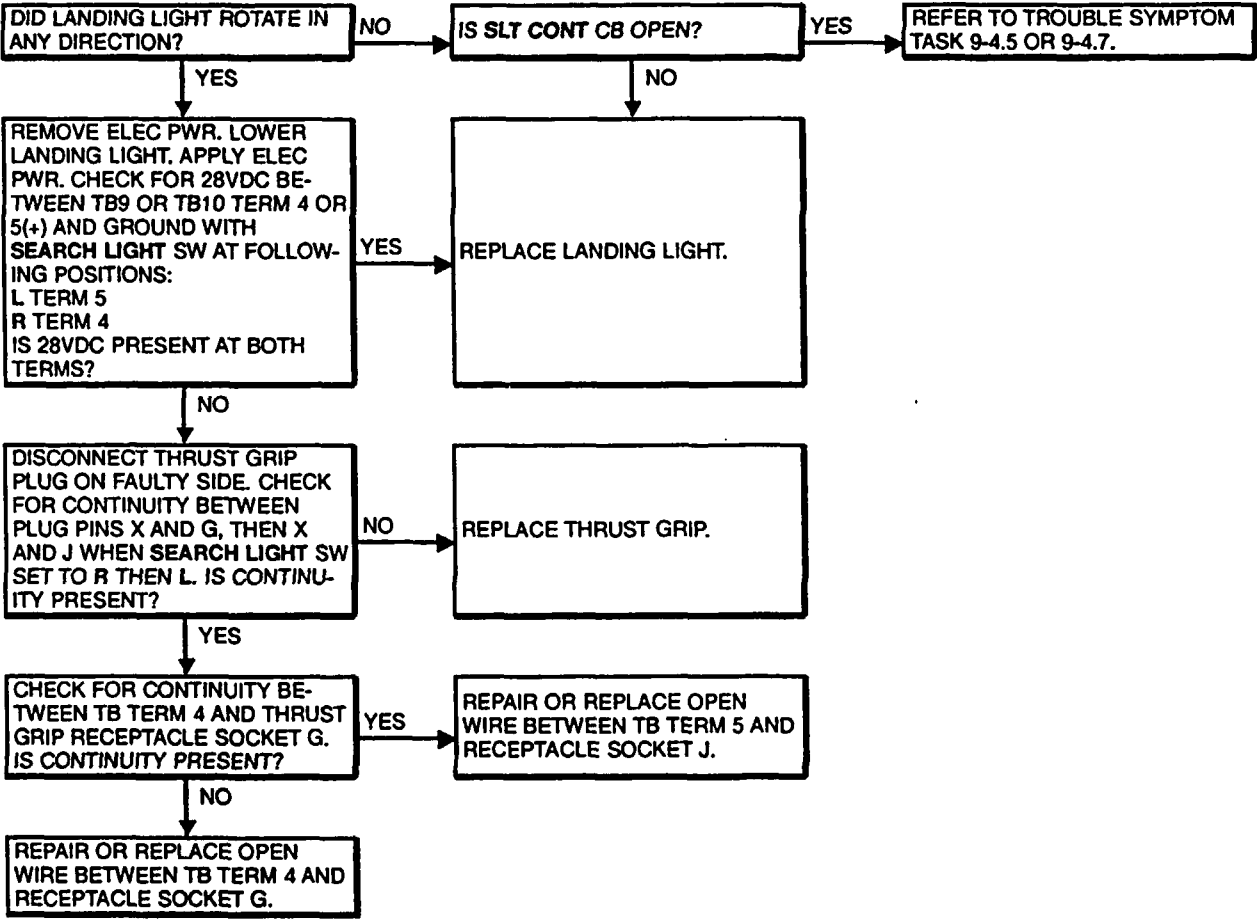 DID LANDING LIGHT ROTATE IN
ANY DIRECTION?
NO
IS SLT CONT CB OPEN?
YES
REFER TO TROUBLE SYMPTOM
TASK 9-4.5 OR 9-4.7.
YES
NO
REMOVE ELEC PWR. LOWER
LANDING LIGHT. APPLY ELEC
PWR. CHECK FOR 28VDC BE-
TWEEN TB9 OR TB10 TERM 4 OR
5(+) AND GROUND WITH
SEARCH LIGHT SW AT FOLLOW-
ING POSITIONS:
L TERM 5
R TERM 4
IS 28VDC PRESENT AT BOTH
TERMS?
YES
REPLACE LANDING LIGHT.
NO
DISCONNECT THRUST GRIP
PLUG ON FAULTY SIDE. CHECK
FOR CONTINUITY BETWEEN
PLUG PINS X AND G, THEN X
AND J WHEN SEARCH LIGHT SW
SET TO R THEN L. IS CONTINU-
ITY PRESENT?
NO
REPLACE THRUST GRIP.
YES
CHECK FOR CONTINUITY BE-
TWEEN TB TERM 4 AND THRUST
GRIP RECEPTACLE SOCKET G.
IS CONTINUITY PRESENT?
YES
REPAIR OR REPLACE OPEN
WIRE BETWEEN TB TERM 5 AND
RECEPTACLE SOCKET J.
NO
REPAIR OR REPLACE OPEN
WIRE BETWEEN TB TERM 4 AND
RECEPTACLE SOCKET G.